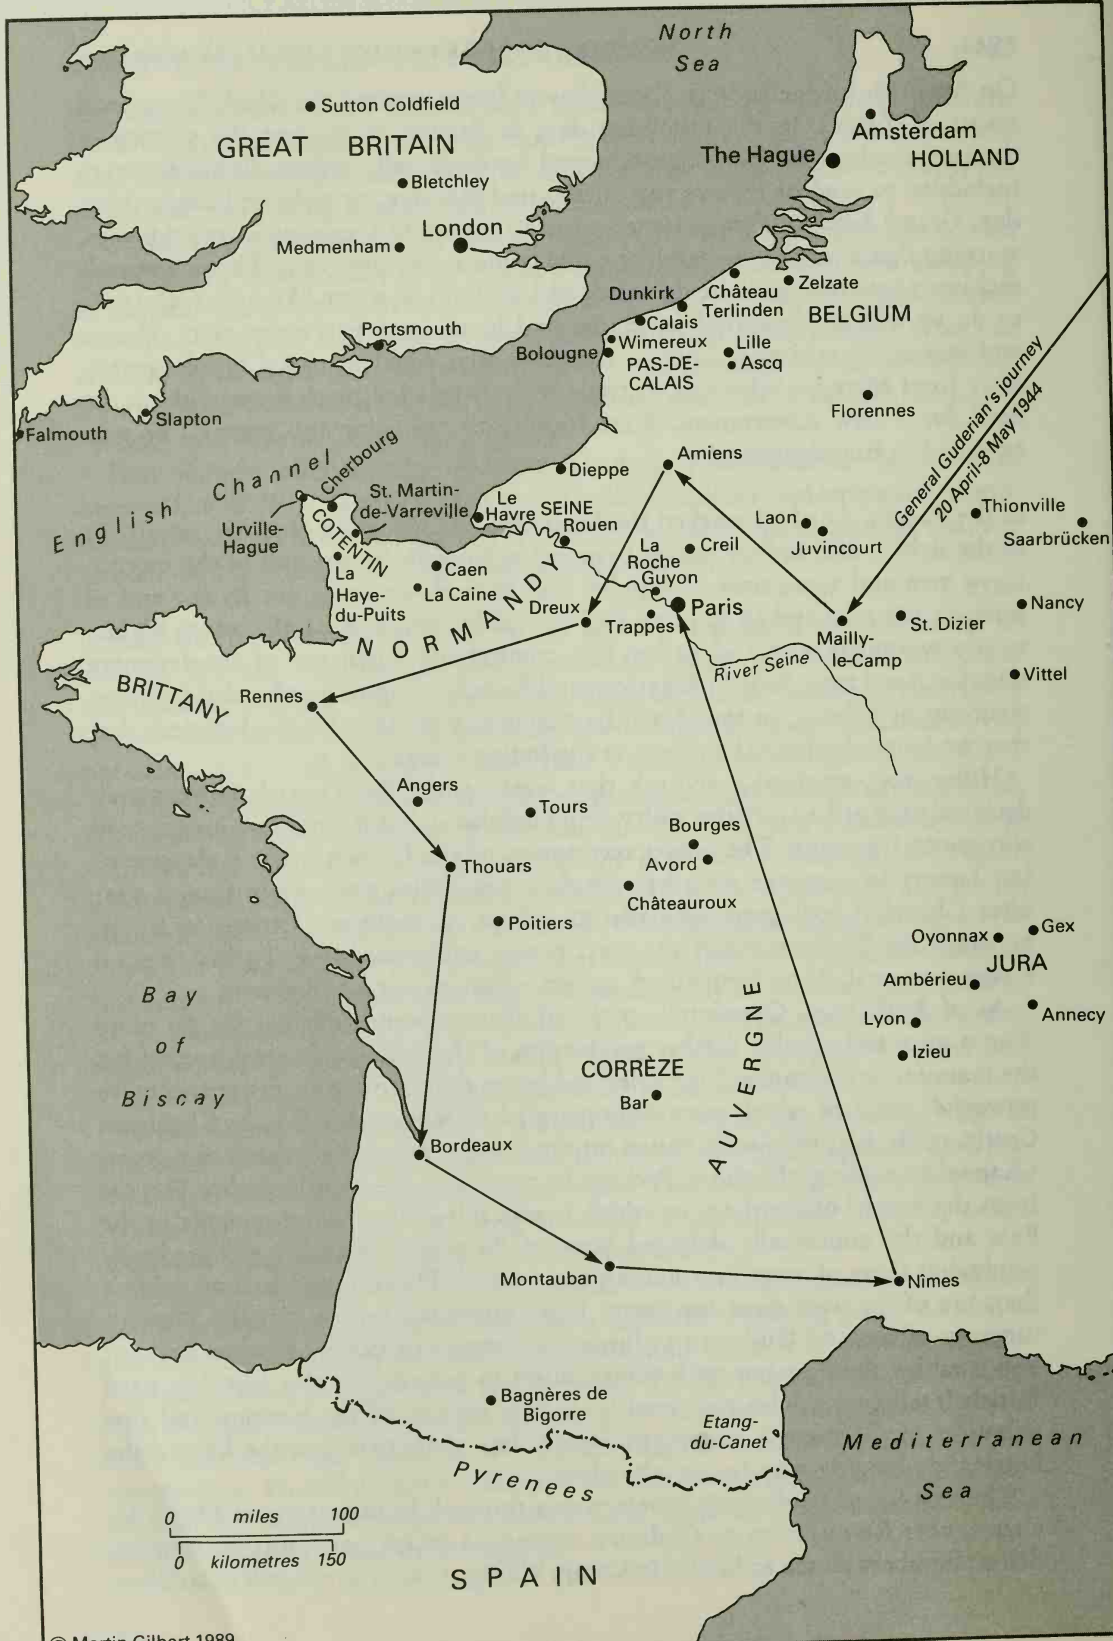 North
Sea
Sutton Coldfield
GREAT BRITAIN
Amsterdam
The Hague
HOLLAND
Bletchley
London
Medmenham
Zelzate
Château
Terlinden
Dunkirk
BELGIUM
Calais
Portsmouth
Wimereux
Lille
Bolougne
Ascq
PAS-DE-
CALAIS
General Guderian's journey
20 April-8 May 1944
Florennes
Slapton
Falmouth
English Channel
Cherbourg
Amiens
Dieppe
St. Martin-
de-Varreville
Le
Havre
SEINE
Rouen
Laon
Juvincourt
Thionville
Saarbrücken
Urville-
Hague
COTENTIN
La
Roche
Guyon
Creil
Caen
La
Haye-
du-Puits
La Caine
NORMANDY
Dreux
Paris
Trappes
Nancy
St. Dizier
Mailly-
le-Camp
River Seine
Vittel
BRITTANY
Rennes
Angers
Tours
Bourges
Avord
Thouars
Châteauroux
Poitiers
Gex
Oyonnax
JURA
Ambérieu
Annecy
Lyon
Izieu
Bay
of
Biscay
CORRÈZE
Bar
AUVERGNE
Bordeaux
Montauban
Nîmes
Bagnères de
Bigorre
Etang-
du-Canet
Mediterranean
Sea
Pyrenees
0 miles 100
0 kilometres 150
SPAIN
© Martin Gilbert 1989